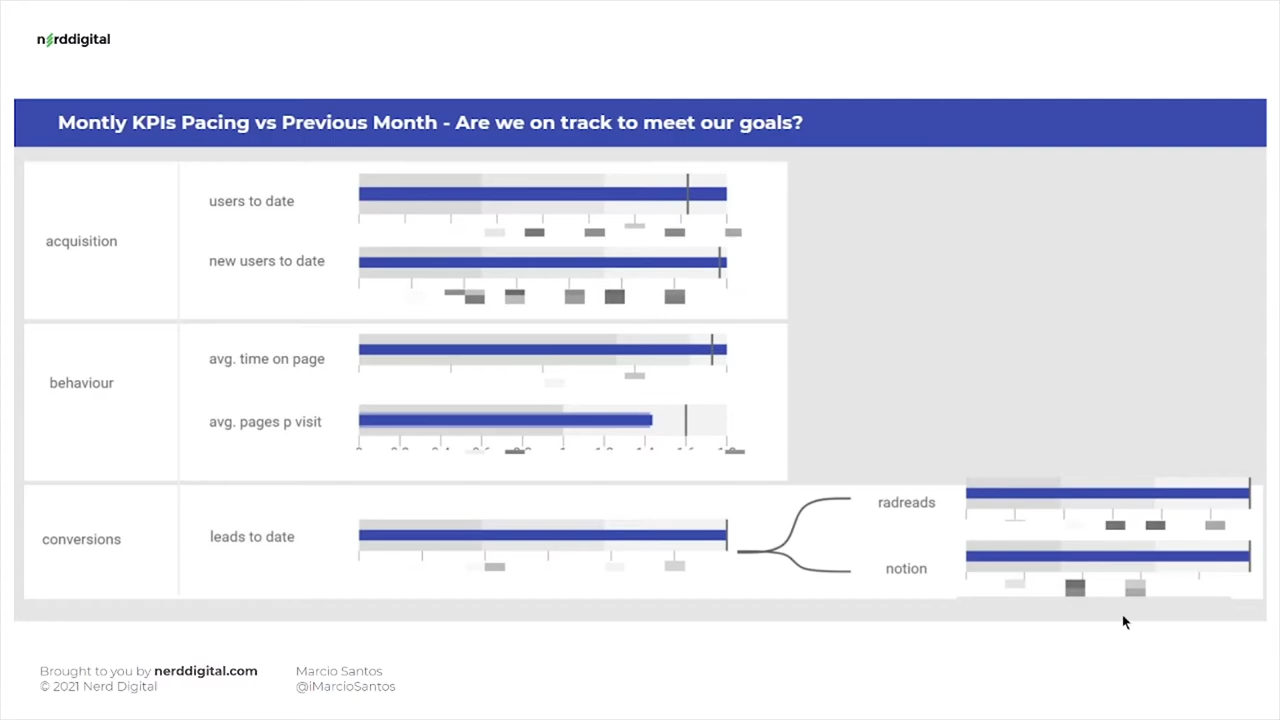 nerddigital
Montly KPIs Pacing vs Previous Month - Are we on track to meet our goals?
acquisition
users to date
new users to date
behaviour
avg. time on page
avg. pages p visit
conversions
leads to date
radreads
notion
Brought to you by nerddigital.com
© 2021 Nerd Digital
Marcio Santos
@iMarcioSantos